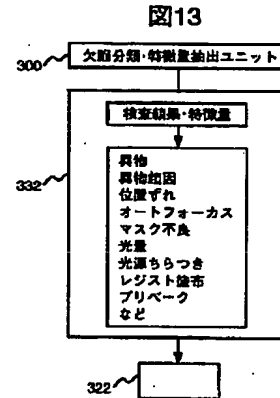 図13
欠陥分類・特徴量抽出ユニット
300
検査結果・特徴量
332
異物
異物起因
位置ずれ
オートフォーカス
マスク不良
光量
光源ちらつき
レジスト塗布
プリベーク
など
322